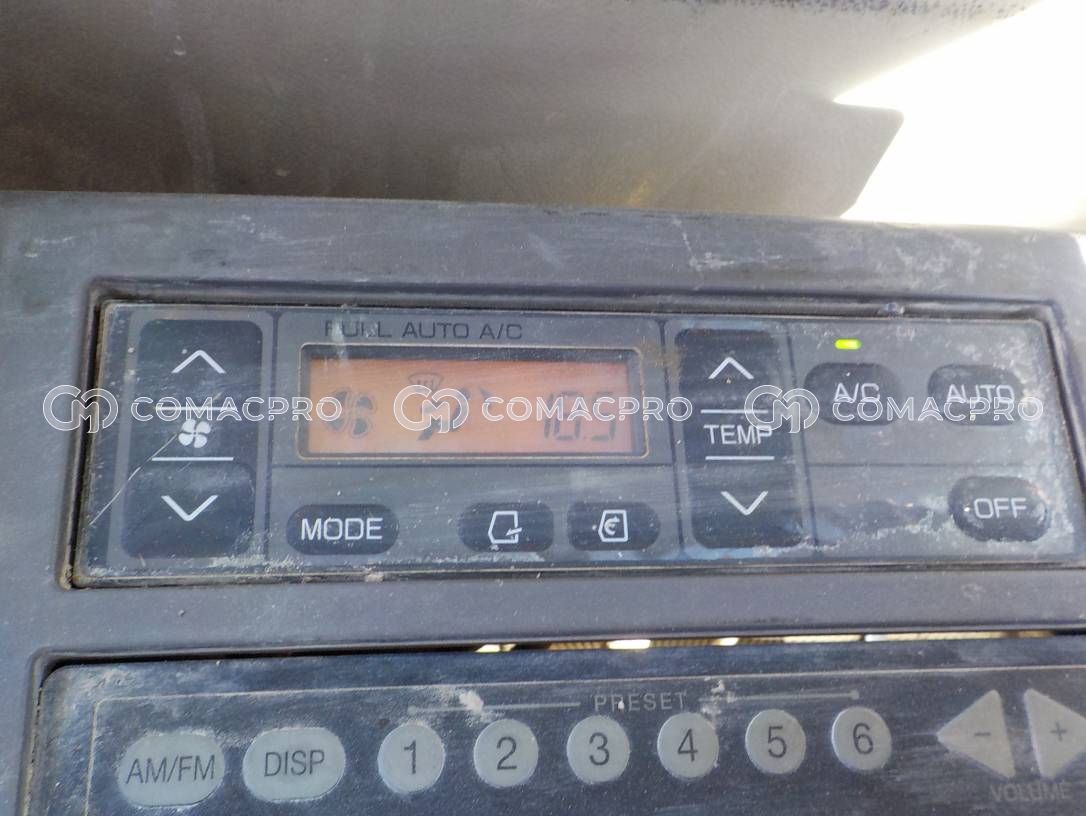 FULL AUTO A/C
COMACPRO COMACPRO COMACPRO
A/C AUTO
TEMP
MODE
OFF
PRESET
AM/FM DISP 1 2 3 4 5 6 - +
VOLUME